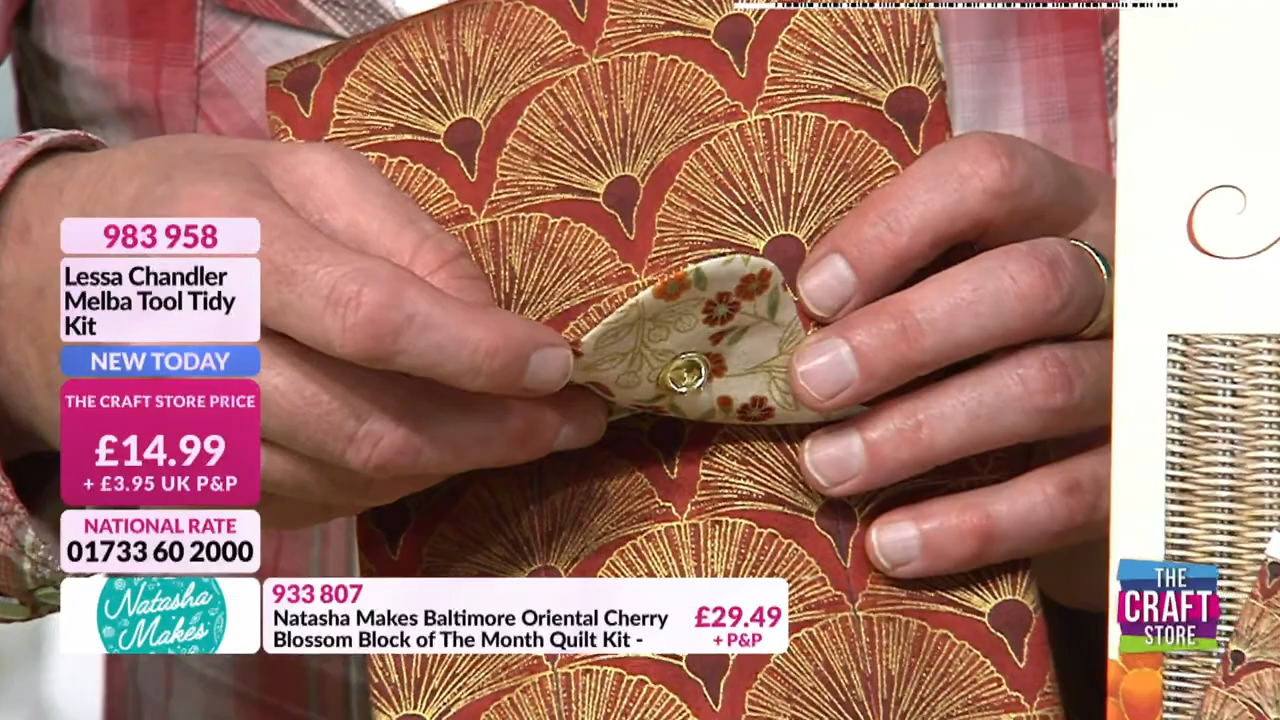 983 958
Lessa Chandler
Melba Tool Tidy
Kit
NEW TODAY
THE CRAFT STORE PRICE
£14.99
+ £3.95 UK P&P
NATIONAL RATE
01733 60 2000
Natasha
Makes
933 807
Natasha Makes Baltimore Oriental Cherry
Blossom Block of The Month Quilt Kit -
£29.49
+ P&P
THE
CRAFT
STORE